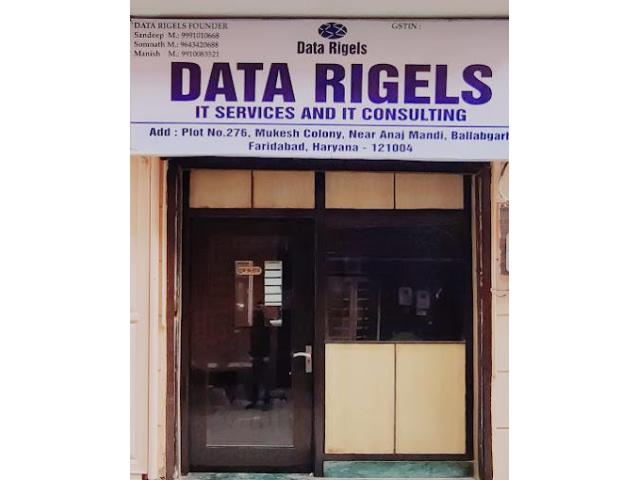 DATA RIGELS FOUNDER
Sandeep M.: 9991010668
Somnath M.: 9643420688
Manish M.: 9910083521
GSTIN :
Data Rigels
DATA RIGELS
IT SERVICES AND IT CONSULTING
Add : Plot No.276, Mukesh Colony, Near Anaj Mandi, Ballabgarh
Faridabad, Haryana - 121004